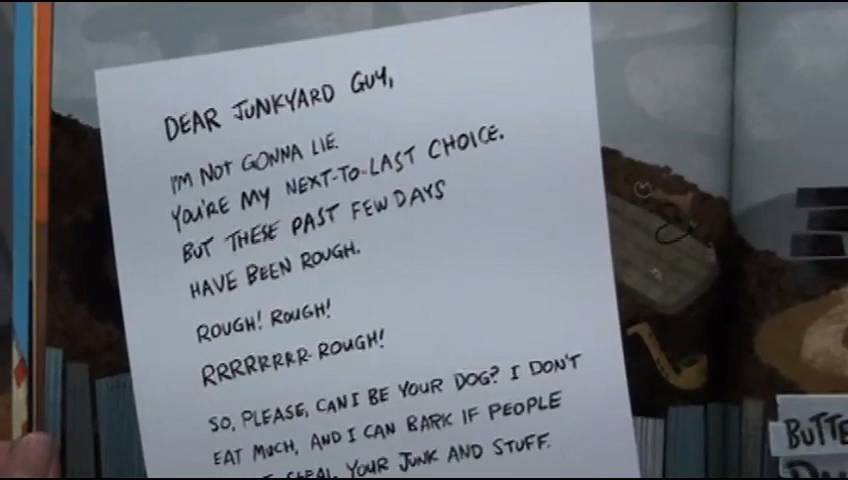 DEAR JUNKYARD GUY,
I'M NOT GONNA LIE.
YOU'RE MY NEXT-TO-LAST CHOICE.
BUT THESE PAST FEW DAYS
HAVE BEEN ROUGH.
ROUGH! ROUGH!
RRRRRRRR-ROUGH!
SO, PLEASE, CAN I BE YOUR DOG? I DON'T
EAT MUCH, AND I CAN BARK IF PEOPLE
STEAL YOUR JUNK AND STUFF.